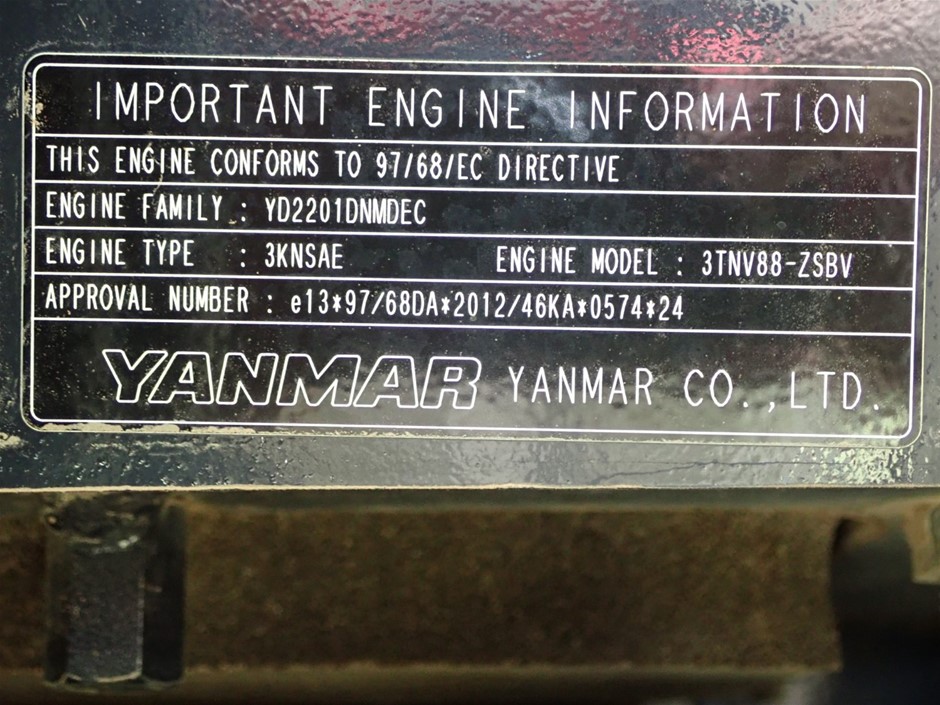 IMPORTANT ENGINE INFORMATION
THIS ENGINE CONFORMS TO 97/68/EC DIRECTIVE
ENGINE FAMILY : YD2201DNMDEC
ENGINE TYPE : 3KNSAE ENGINE MODEL : 3TNV88-ZSBV
APPROVAL NUMBER : e13*97/68DA*2012/46KA*0574*24
YANMAR YANMAR CO.,LTD.